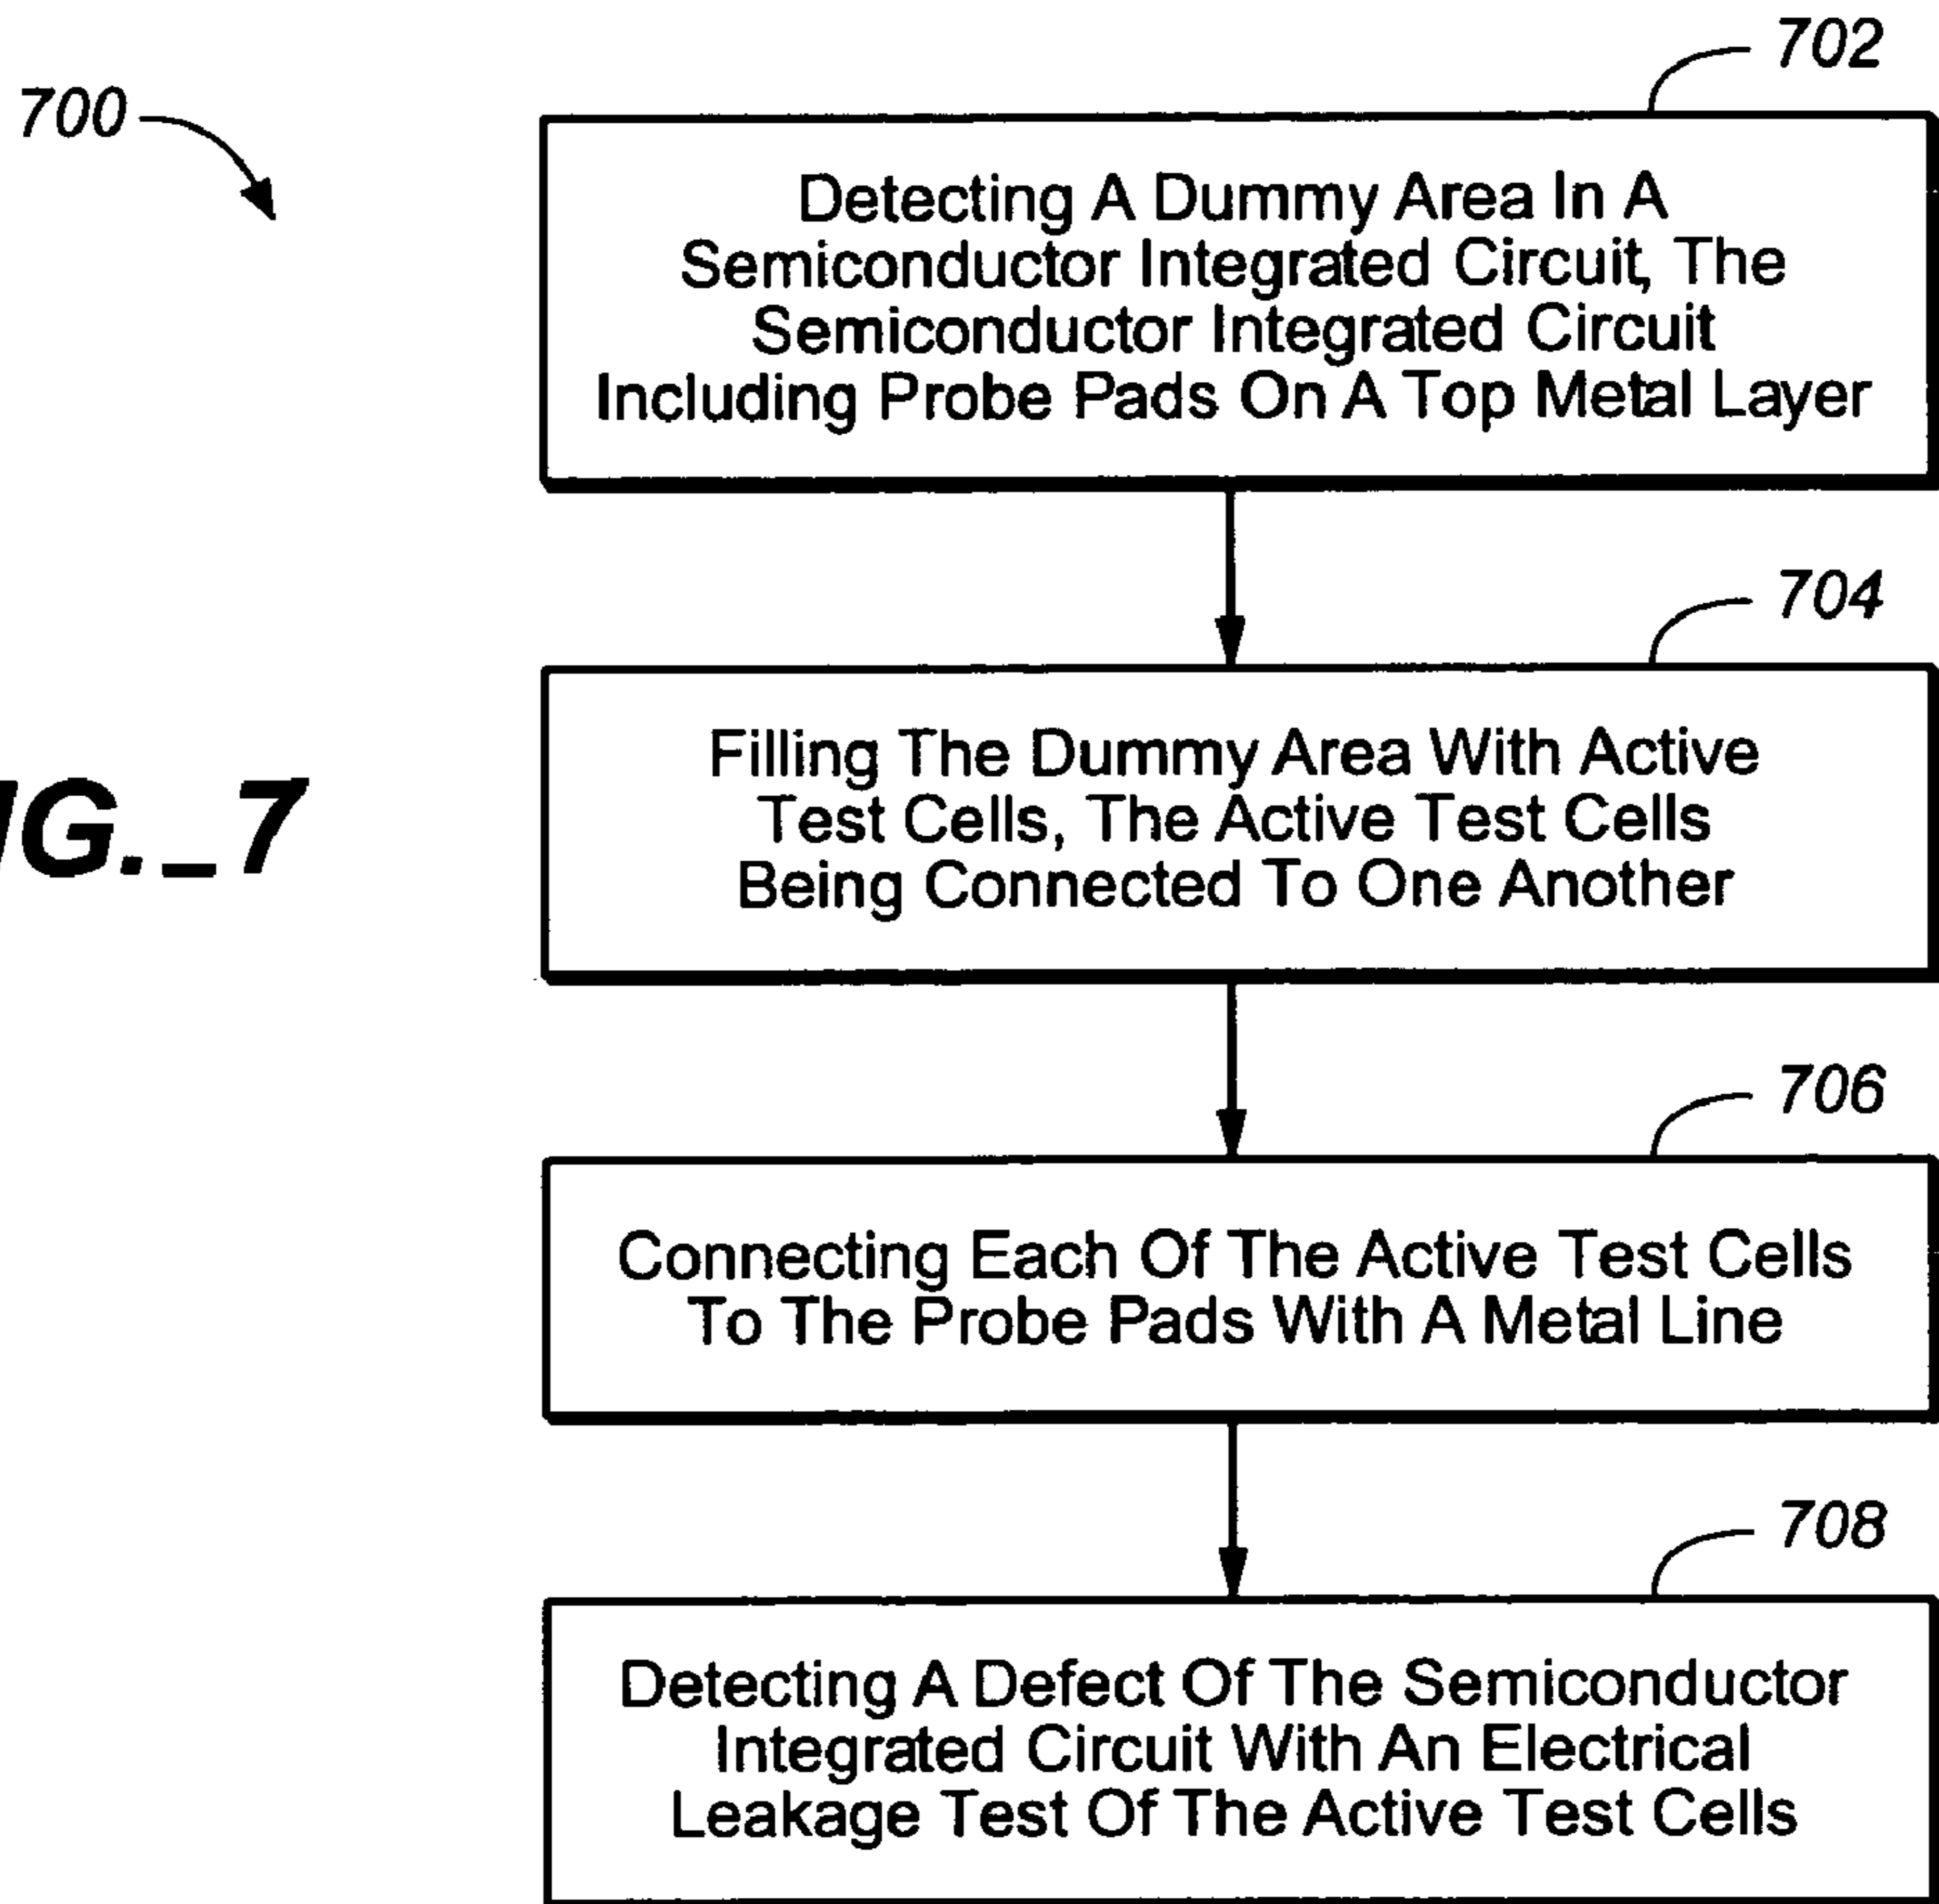 702
700
Detecting A Dummy Area In A
Semiconductor Integrated Circuit, The
Semiconductor Integrated Circuit
Including Probe Pads On A Top Metal Layer
704
Filling The Dummy Area With Active
Test Cells, The Active Test Cells
Being Connected To One Another
IG._7
706
Connecting Each Of The Active Test Cells
To The Probe Pads With A Metal Line
708
Detecting A Defect Of The Semiconductor
Integrated Circuit With An Electrical
Leakage Test Of The Active Test Cells